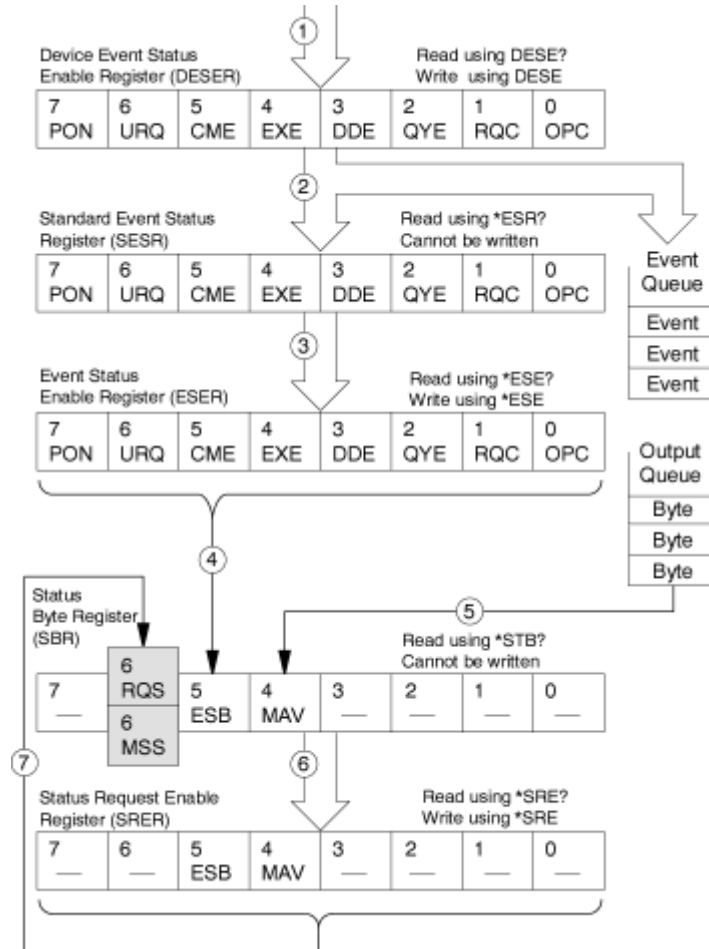 1
Device Event Status
Enable Register (DESER)
Read using DESE?
Write using DESE
7 6 5 4 3 2 1 0
PON URQ CME EXE DDE QYE RQC OPC
2
Standard Event Status
Register (SESR)
Read using *ESR?
Cannot be written
7 6 5 4 3 2 1 0
PON URQ CME EXE DDE QYE RQC OPC
Event
Queue
Event
Event
Event
3
Event Status
Enable Register (ESER)
Read using *ESE?
Write using *ESE
7 6 5 4 3 2 1 0
PON URQ CME EXE DDE QYE RQC OPC
Output
Queue
Byte
Byte
Byte
4
5
Status
Byte Register
(SBR)
Read using *STB?
Cannot be written
6
RQS
7 5 4 3 2 1 0
— ESB MAV — — — —
6
MSS
7
6
Status Request Enable
Register (SRER)
Read using *SRE?
Write using *SRE
7 6 5 4 3 2 1 0
— — ESB MAV — — — —